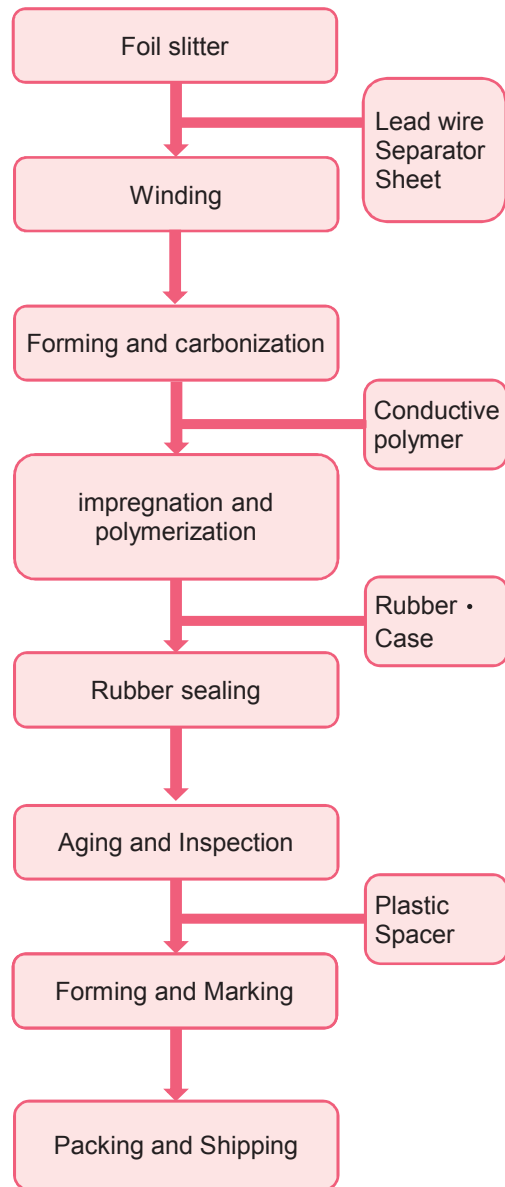 Foil slitter
Lead wire
Separator
Sheet
Winding
Forming and carbonization
Conductive
polymer
impregnation and
polymerization
Rubber・
Case
Rubber sealing
Aging and Inspection
Plastic
Spacer
Forming and Marking
Packing and Shipping